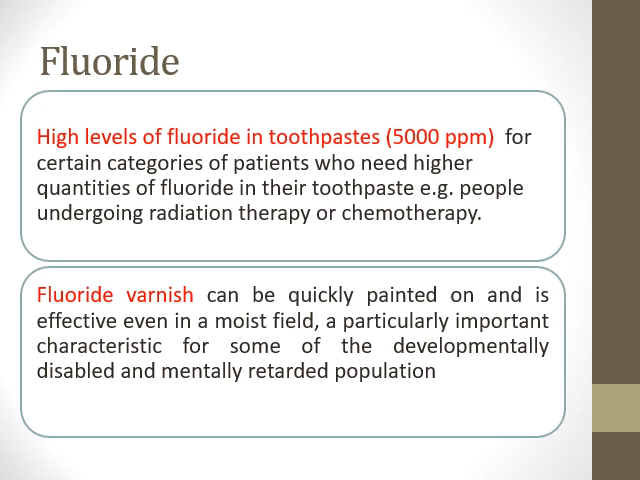 Fluoride
High levels of fluoride in toothpastes (5000 ppm) for
certain categories of patients who need higher
quantities of fluoride in their toothpaste e.g. people
undergoing radiation therapy or chemotherapy.
Fluoride varnish can be quickly painted on and is
effective even in a moist field, a particularly important
characteristic for some of the developmentally
disabled and mentally retarded population